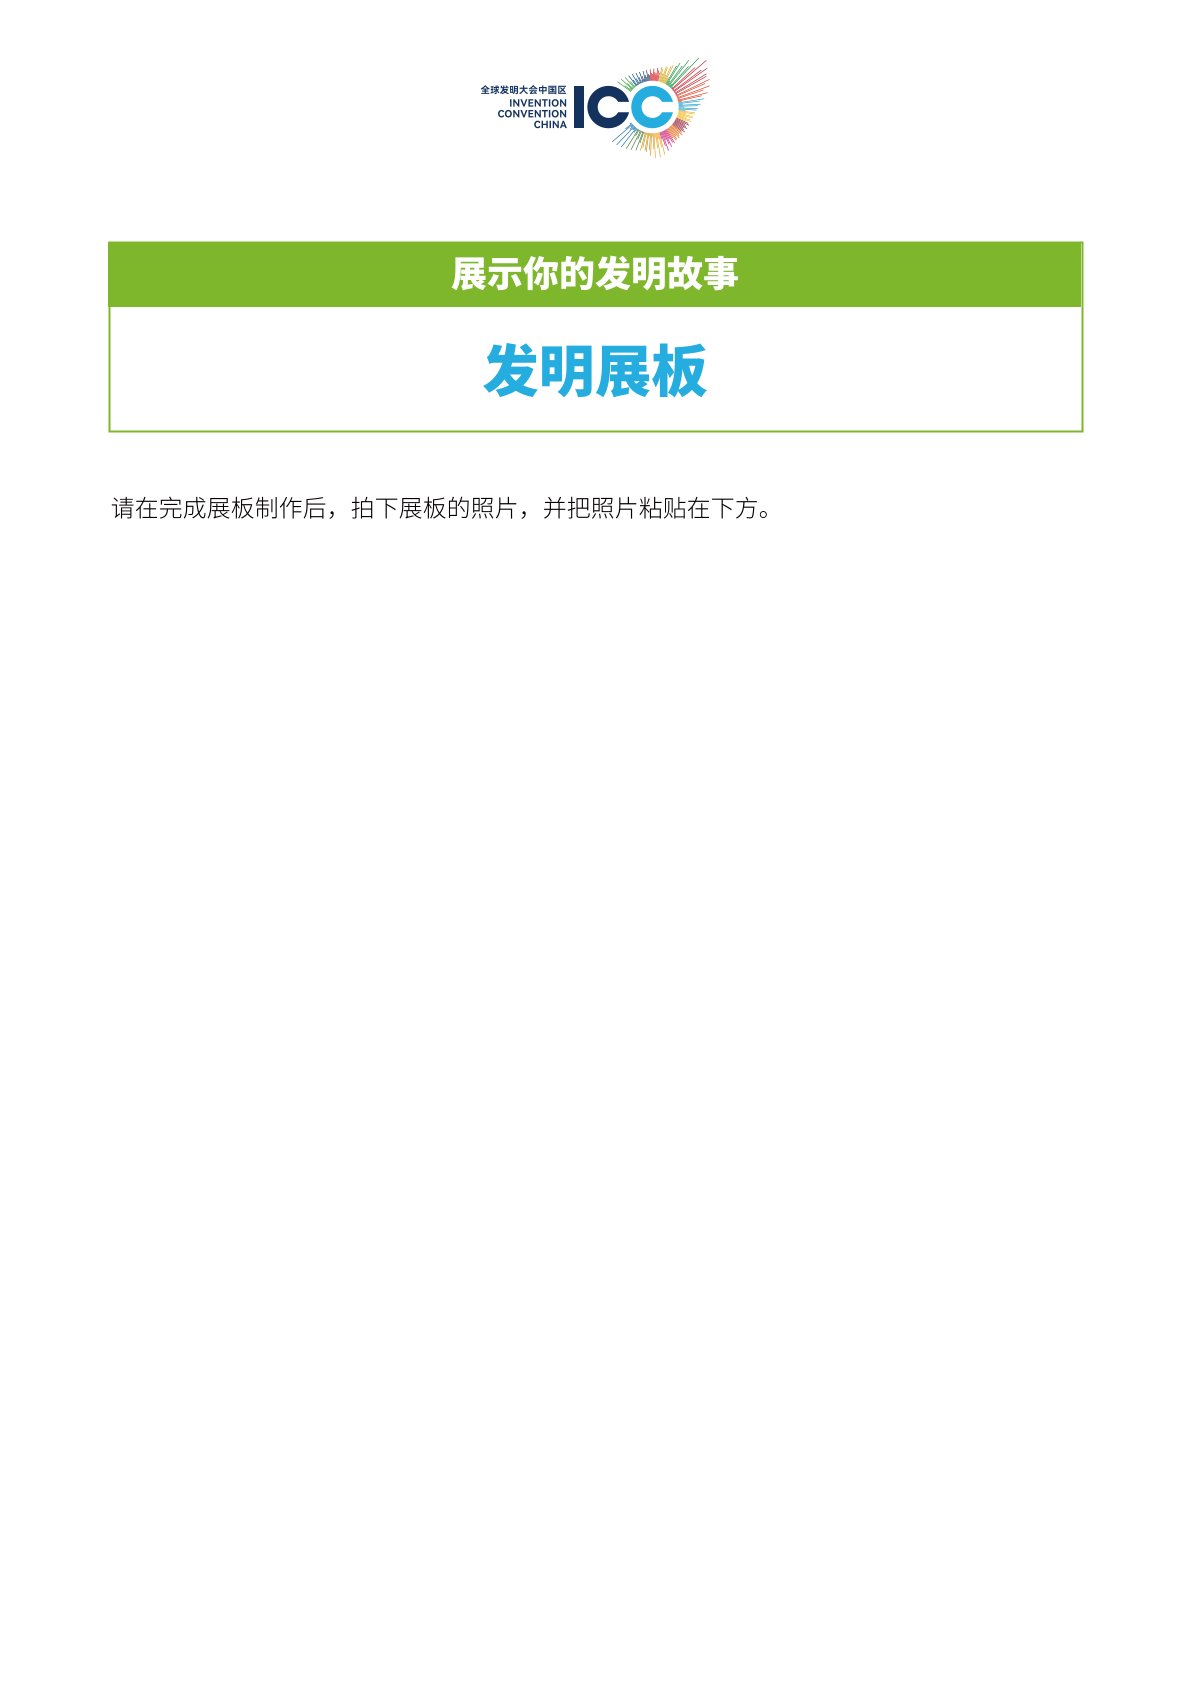 全球发明大会中国区
INVENTION
CONVENTION
CHINA
ICC
展示你的发明故事
发明展板
请在完成展板制作后，拍下展板的照片，并把照片粘贴在下方。